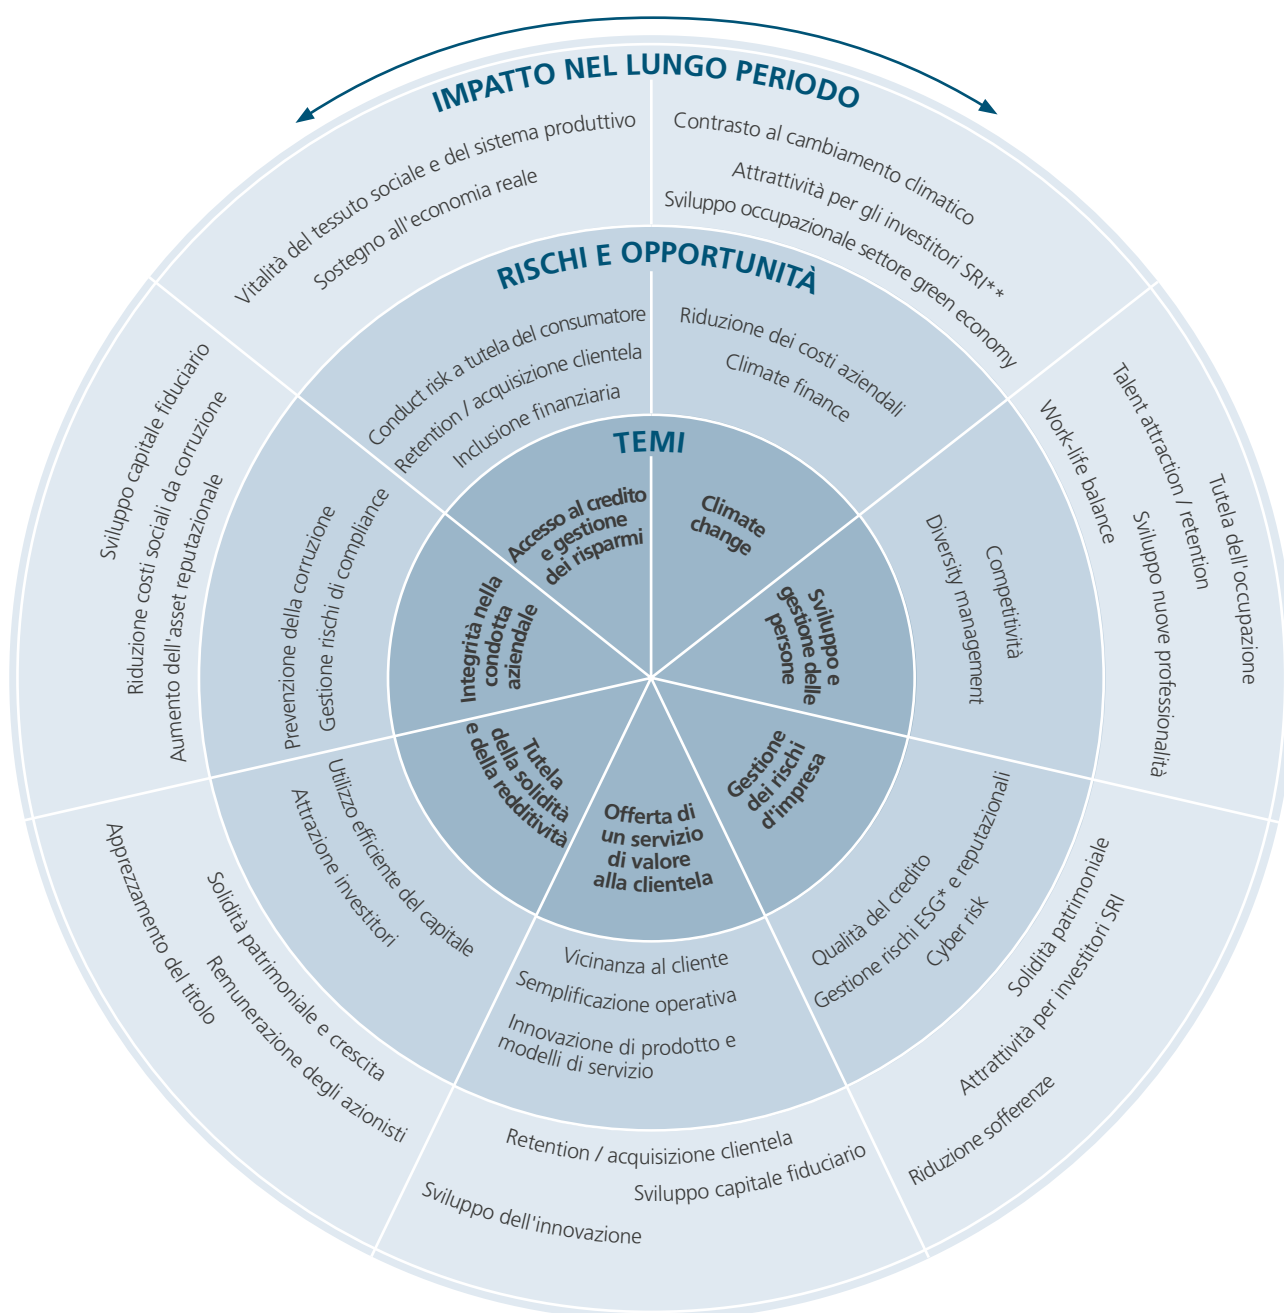 IMPATTO NEL LUNGO PERIODO
Vitalità del tessuto sociale e del sistema produttivo
Sostegno all'economia reale
Contrasto al cambiamento climatico
Attrattività per gli investitori SRI**
Sviluppo occupazionale settore green economy
Talent attraction / retention
Work-life balance
Tutela dell'occupazione
Sviluppo nuove professionalità
Solidità patrimoniale
Attrattività per investitori SRI
Riduzione sofferenze
Retention / acquisizione clientela
Sviluppo capitale fiduciario
Sviluppo dell'innovazione
Solidità patrimoniale e crescita
Remunerazione degli azionisti
Apprezzamento del titolo
Sviluppo capitale fiduciario
Riduzione costi sociali da corruzione
Aumento dell'asset reputazionale
RISCHI E OPPORTUNITÀ
Conduct risk a tutela del consumatore
Retention / acquisizione clientela
Inclusione finanziaria
Riduzione dei costi aziendali
Climate finance
Competitività
Diversity management
Qualità del credito
Gestione rischi ESG* e reputazionali
Cyber risk
Vicinanza al cliente
Semplificazione operativa
Innovazione di prodotto e
modelli di servizio
Utilizzo efficiente del capitale
Attrazione investitori
Prevenzione della corruzione
Gestione rischi di compliance
TEMI
Accesso al credito
e gestione
dei risparmi
Climate
change
Sviluppo e
gestione delle
persone
Gestione
dei rischi
d'impresa
Offerta di
un servizio
di valore
alla clientela
Tutela
della solidità
e della redditività
Integrità nella
condotta
aziendale